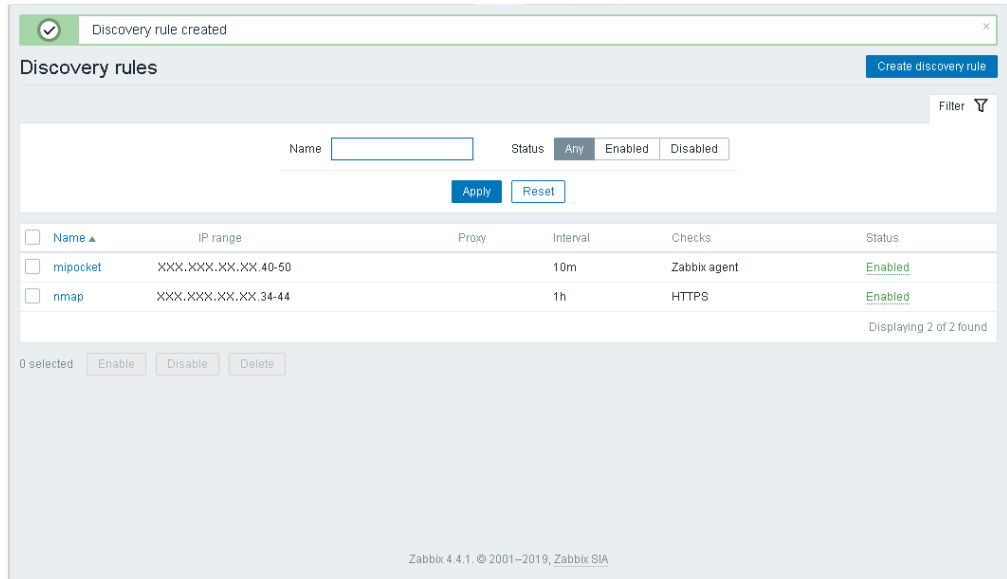 Discovery rule created ×
Discovery rules Create discovery rule
Filter
Name Status Any Enabled Disabled
Apply Reset
Name ▲ IP range Proxy Interval Checks Status
mipocket XXX.XXX.XX.XX.40-50 10m Zabbix agent Enabled
nmap XXX.XXX.XX.XX.34-44 1h HTTPS Enabled
Displaying 2 of 2 found
0 selected Enable Disable Delete
Zabbix 4.4.1. © 2001–2019, Zabbix SIA